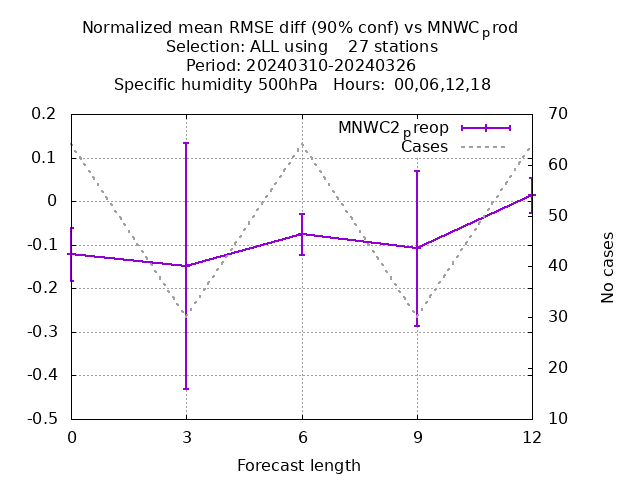 Normalized mean RMSE diff (90% conf) vs MNWCprod
Selection: ALL using    27 stations
Period: 20240310-20240326
Specific humidity 500hPa   Hours: 00,06,12,18
0.2
0.1
0
-0.1
-0.2
-0.3
-0.4
-0.5
MNWC2preop
Cases
70
60
50
40
30
20
10
No cases
0 3 6 9 12
Forecast length